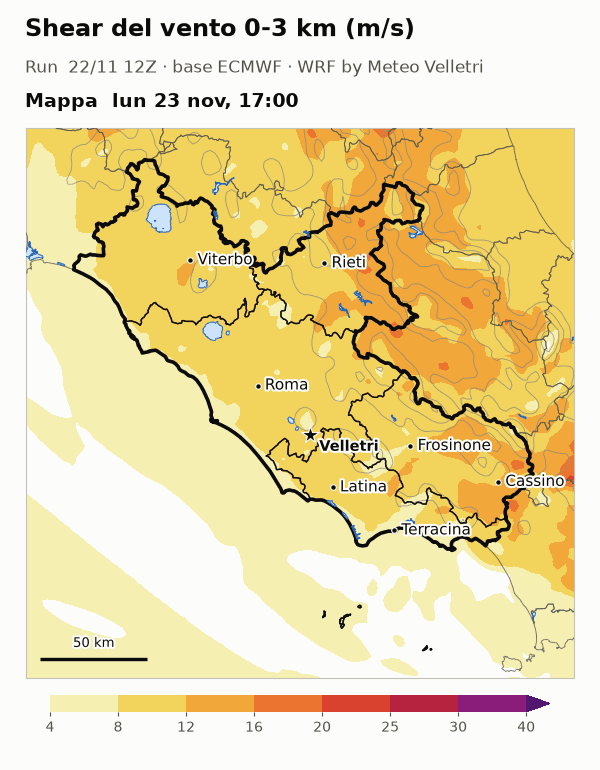 Shear del vento 0-3 km (m/s)
Run  22/11 12Z · base ECMWF · WRF by Meteo Velletri
Mappa  lun 23 nov, 17:00
Viterbo
Rieti
Roma
Velletri
Frosinone
Cassino
Latina
Terracina
50 km
4 8 12 16 20 25 30 40